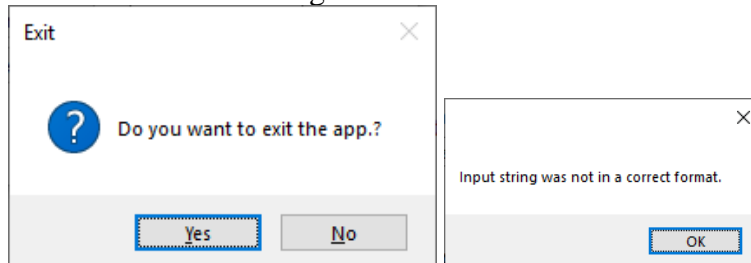 Exit
Do you want to exit the app.?
Yes
No
Input string was not in a correct format.
OK